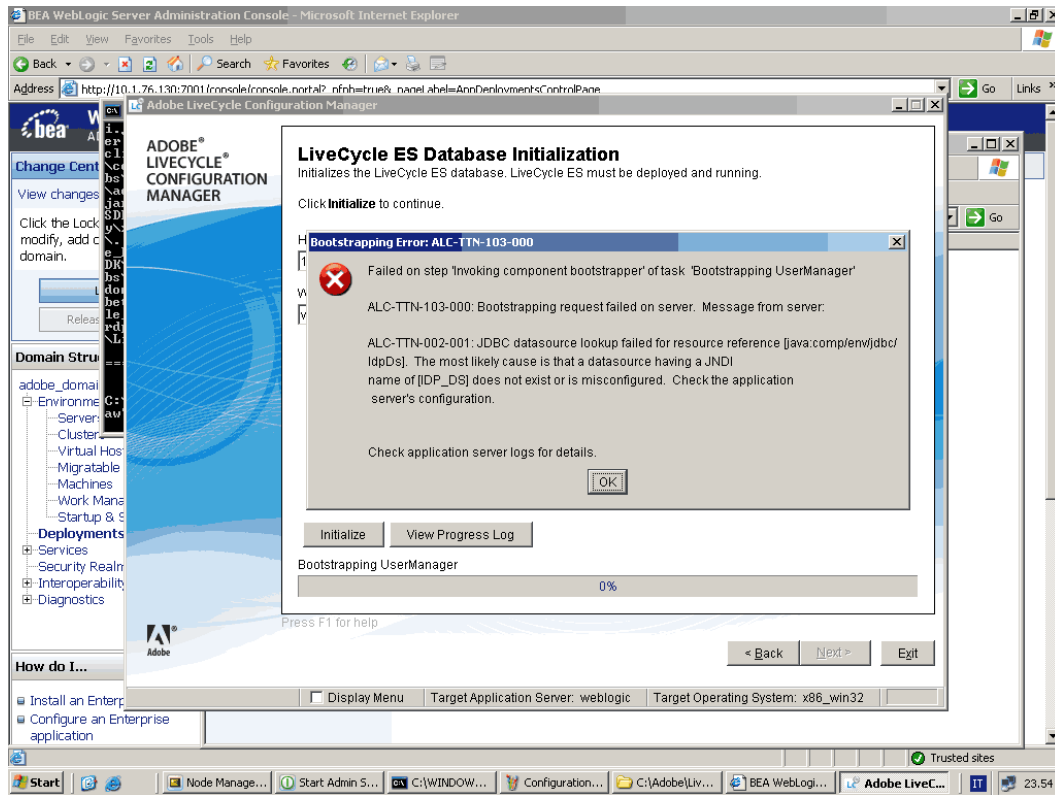 BEA WebLogic Server Administration Console - Microsoft Internet Explorer
File Edit View Favorites Tools Help
Back Search Favorites
Address http://10.1.76.130:7001/console/console.portal?_nfpb=true&_pageLabel=AppDeploymentsControlPage Go Links »
Adobe LiveCycle Configuration Manager
bea
Change Cent
View changes
Click the Lock
modify, add
domain.
Releas
Domain Stru
adobe_domai
Environme
Server
Cluster
Virtual Hos
Migratable
Machines
Work Mana
Startup & S
Deployments
Services
Security Realm
Interoperability
Diagnostics
How do I...
Install an Enterp
Configure an Enterprise
application
ADOBE®
LIVECYCLE®
CONFIGURATION
MANAGER
LiveCycle ES Database Initialization
Initializes the LiveCycle ES database. LiveCycle ES must be deployed and running.
Click Initialize to continue.
Bootstrapping Error: ALC-TTN-103-000
Failed on step 'Invoking component bootstrapper' of task 'Bootstrapping UserManager'
ALC-TTN-103-000: Bootstrapping request failed on server. Message from server:
ALC-TTN-002-001: JDBC datasource lookup failed for resource reference [java:comp/env/jdbc/
IdpDs]. The most likely cause is that a datasource having a JNDI
name of [IDP_DS] does not exist or is misconfigured. Check the application
server's configuration.
Check application server logs for details.
OK
Initialize View Progress Log
Bootstrapping UserManager
0%
Press F1 for help
Adobe
< Back Next > Exit
Display Menu Target Application Server: weblogic Target Operating System: x86_win32
Go
Trusted sites
Start Node Manage... Start Admin S... C:\WINDOW... Configuration... C:\Adobe\Liv... BEA WebLogi... Adobe LiveC... IT 23.54